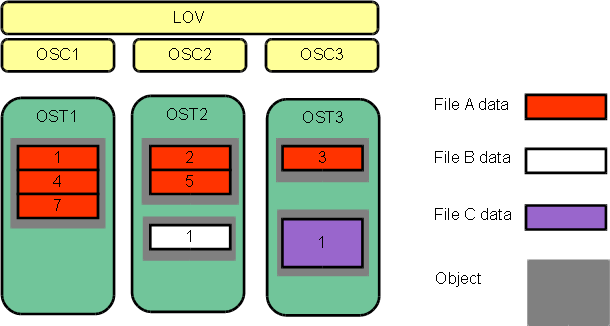 LOV
OSC1 OSC2 OSC3
OST1 OST2 OST3
1 2 3
4 5
7
1 1
File A data
File B data
File C data
Object